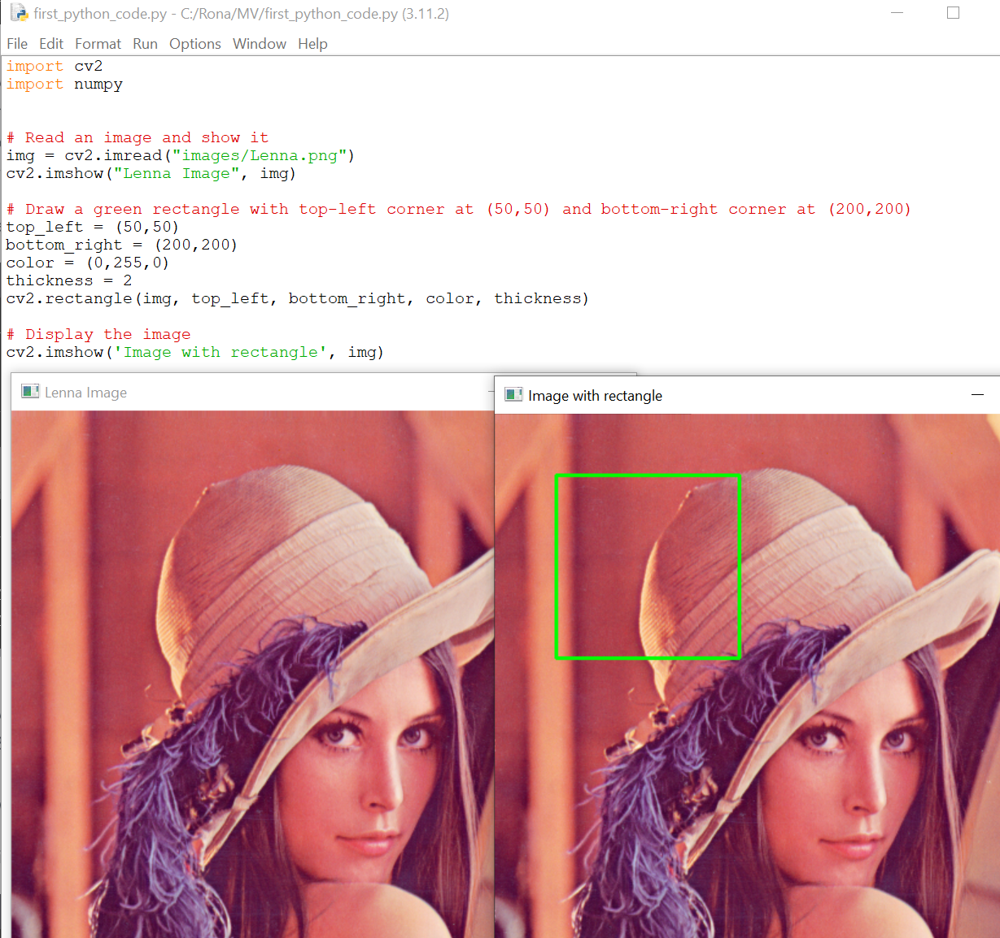 first_python_code.py - C:/Rona/MV/first_python_code.py (3.11.2)
File Edit Format Run Options Window Help
import cv2
import numpy
# Read an image and show it
img = cv2.imread("images/Lenna.png")
cv2.imshow("Lenna Image", img)
# Draw a green rectangle with top-left corner at (50,50) and bottom-right corner at (200,200)
top_left = (50,50)
bottom_right = (200,200)
color = (0,255,0)
thickness = 2
cv2.rectangle(img, top_left, bottom_right, color, thickness)
# Display the image
cv2.imshow('Image with rectangle', img)
Lenna Image
Image with rectangle